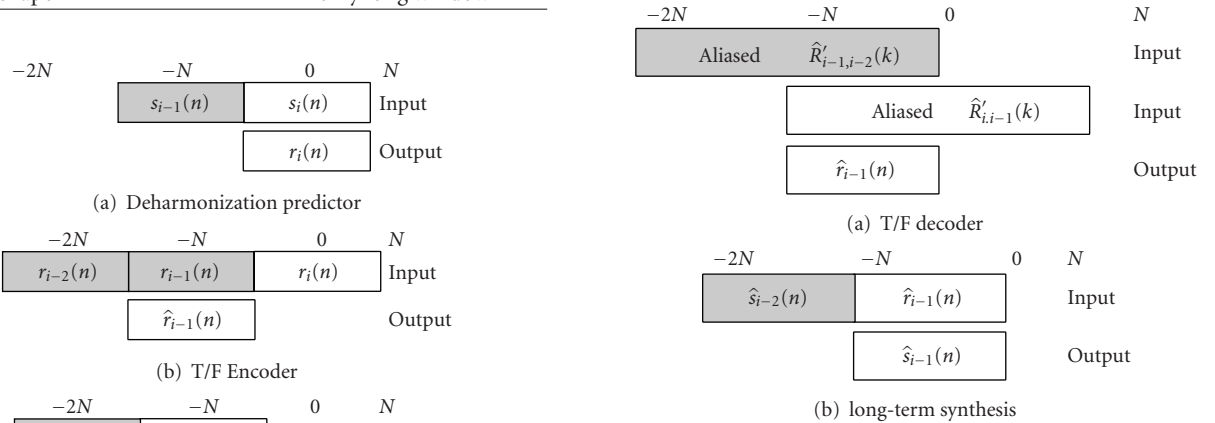 −2N −N 0 N
s_{i−1}(n) s_i(n) Input
r_i(n) Output
(a) Deharmonization predictor
−2N −N 0 N
r_{i−2}(n) r_{i−1}(n) r_i(n) Input
r̂_{i−1}(n) Output
(b) T/F Encoder
−2N −N 0 N
−2N −N 0 N
Aliased R̂′_{i−1,i−2}(k) Input
Aliased R̂′_{i.i−1}(k) Input
r̂_{i−1}(n) Output
(a) T/F decoder
−2N −N 0 N
ŝ_{i−2}(n) r̂_{i−1}(n) Input
ŝ_{i−1}(n) Output
(b) long-term synthesis